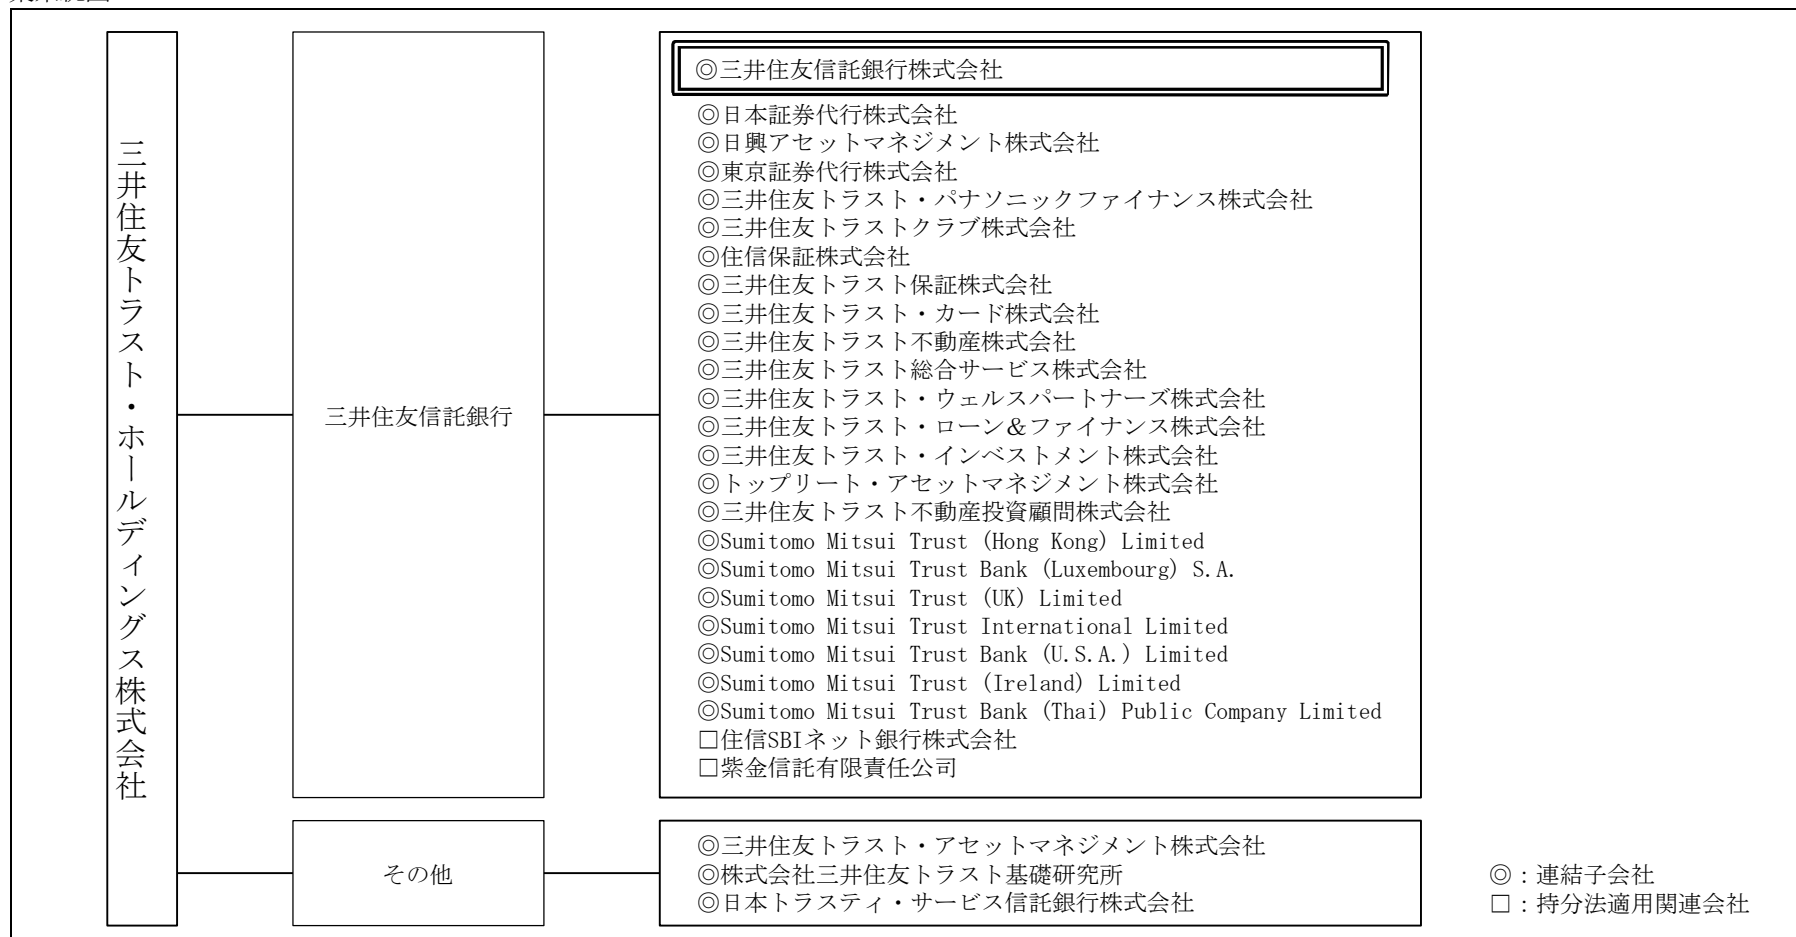 三井住友トラスト・ホールディングス株式会社
三井住友信託銀行
◎三井住友信託銀行株式会社
◎日本証券代行株式会社
◎日興アセットマネジメント株式会社
◎東京証券代行株式会社
◎三井住友トラスト・パナソニックファイナンス株式会社
◎三井住友トラストクラブ株式会社
◎住信保証株式会社
◎三井住友トラスト保証株式会社
◎三井住友トラスト・カード株式会社
◎三井住友トラスト不動産株式会社
◎三井住友トラスト総合サービス株式会社
◎三井住友トラスト・ウェルスパートナーズ株式会社
◎三井住友トラスト・ローン&ファイナンス株式会社
◎三井住友トラスト・インベストメント株式会社
◎トップリート・アセットマネジメント株式会社
◎三井住友トラスト不動産投資顧問株式会社
◎Sumitomo Mitsui Trust (Hong Kong) Limited
◎Sumitomo Mitsui Trust Bank (Luxembourg) S.A.
◎Sumitomo Mitsui Trust (UK) Limited
◎Sumitomo Mitsui Trust International Limited
◎Sumitomo Mitsui Trust Bank (U.S.A.) Limited
◎Sumitomo Mitsui Trust (Ireland) Limited
◎Sumitomo Mitsui Trust Bank (Thai) Public Company Limited
□住信SBIネット銀行株式会社
□紫金信託有限責任公司
その他
◎三井住友トラスト・アセットマネジメント株式会社
◎株式会社三井住友トラスト基礎研究所
◎日本トラスティ・サービス信託銀行株式会社
◎：連結子会社
□：持分法適用関連会社